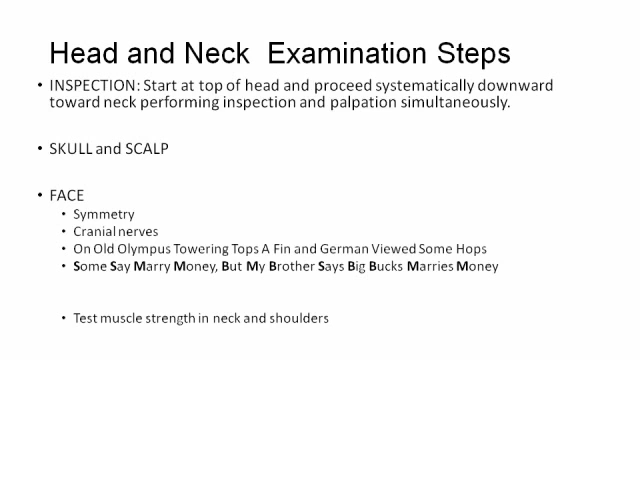 Head and Neck  Examination Steps
• INSPECTION: Start at top of head and proceed systematically downward
toward neck performing inspection and palpation simultaneously.
• SKULL and SCALP
• FACE
• Symmetry
• Cranial nerves
• On Old Olympus Towering Tops A Fin and German Viewed Some Hops
• Some Say Marry Money, But My Brother Says Big Bucks Marries Money
• Test muscle strength in neck and shoulders